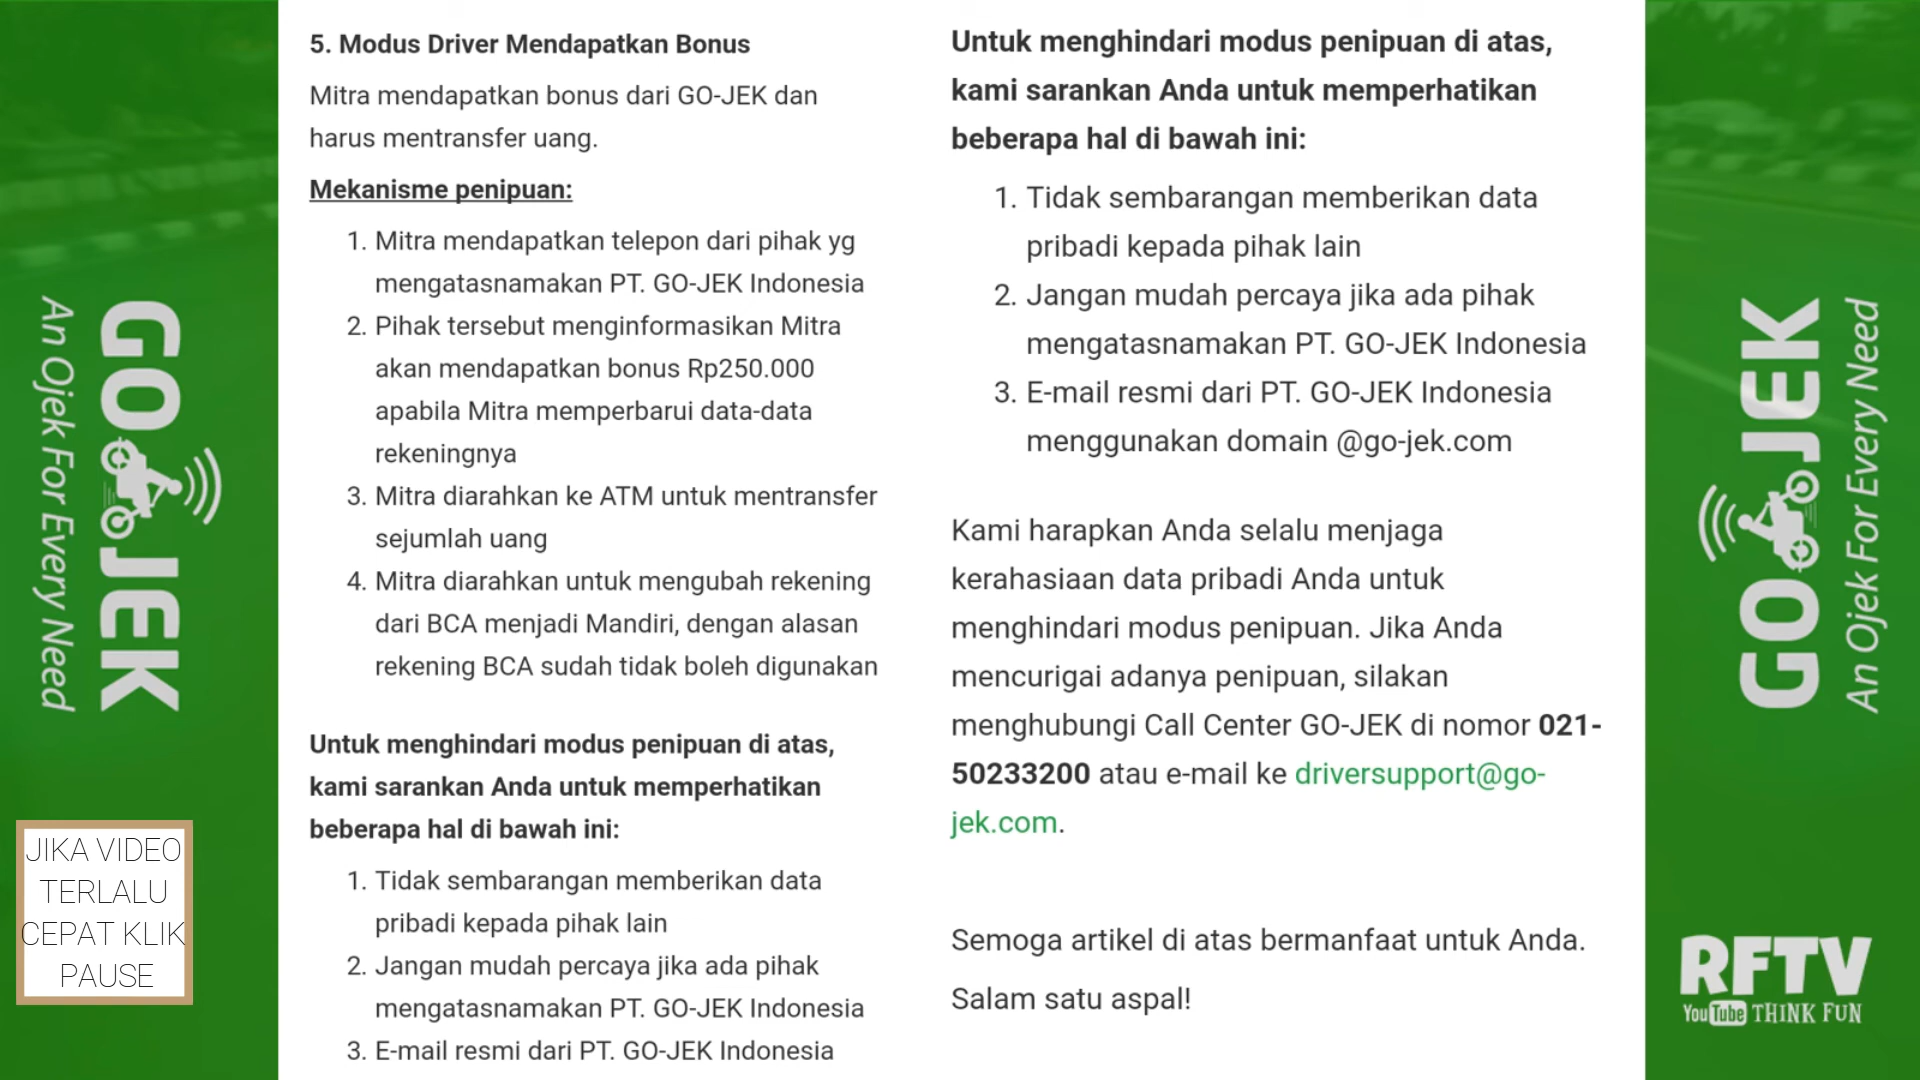 GO JEK
An Ojek For Every Need
JIKA VIDEO
TERLALU
CEPAT KLIK
PAUSE
5. Modus Driver Mendapatkan Bonus
Mitra mendapatkan bonus dari GO-JEK dan
harus mentransfer uang.
Mekanisme penipuan:
1. Mitra mendapatkan telepon dari pihak yg
mengatasnamakan PT. GO-JEK Indonesia
2. Pihak tersebut menginformasikan Mitra
akan mendapatkan bonus Rp250.000
apabila Mitra memperbarui data-data
rekeningnya
3. Mitra diarahkan ke ATM untuk mentransfer
sejumlah uang
4. Mitra diarahkan untuk mengubah rekening
dari BCA menjadi Mandiri, dengan alasan
rekening BCA sudah tidak boleh digunakan
Untuk menghindari modus penipuan di atas,
kami sarankan Anda untuk memperhatikan
beberapa hal di bawah ini:
1. Tidak sembarangan memberikan data
pribadi kepada pihak lain
2. Jangan mudah percaya jika ada pihak
mengatasnamakan PT. GO-JEK Indonesia
3. E-mail resmi dari PT. GO-JEK Indonesia
Untuk menghindari modus penipuan di atas,
kami sarankan Anda untuk memperhatikan
beberapa hal di bawah ini:
1. Tidak sembarangan memberikan data
pribadi kepada pihak lain
2. Jangan mudah percaya jika ada pihak
mengatasnamakan PT. GO-JEK Indonesia
3. E-mail resmi dari PT. GO-JEK Indonesia
menggunakan domain @go-jek.com
Kami harapkan Anda selalu menjaga
kerahasiaan data pribadi Anda untuk
menghindari modus penipuan. Jika Anda
mencurigai adanya penipuan, silakan
menghubungi Call Center GO-JEK di nomor 021-
50233200 atau e-mail ke driversupport@go-
jek.com.
Semoga artikel di atas bermanfaat untuk Anda.
Salam satu aspal!
GO JEK
An Ojek For Every Need
RFTV
YouTube THINK FUN